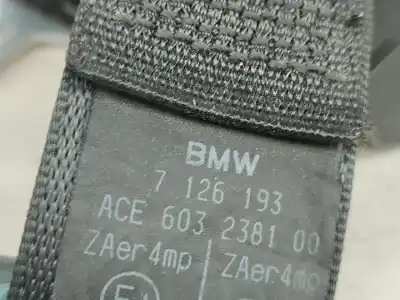 BMW
7 126 193
ACE 603 2381 00
ZAer4mp | ZAer4mp